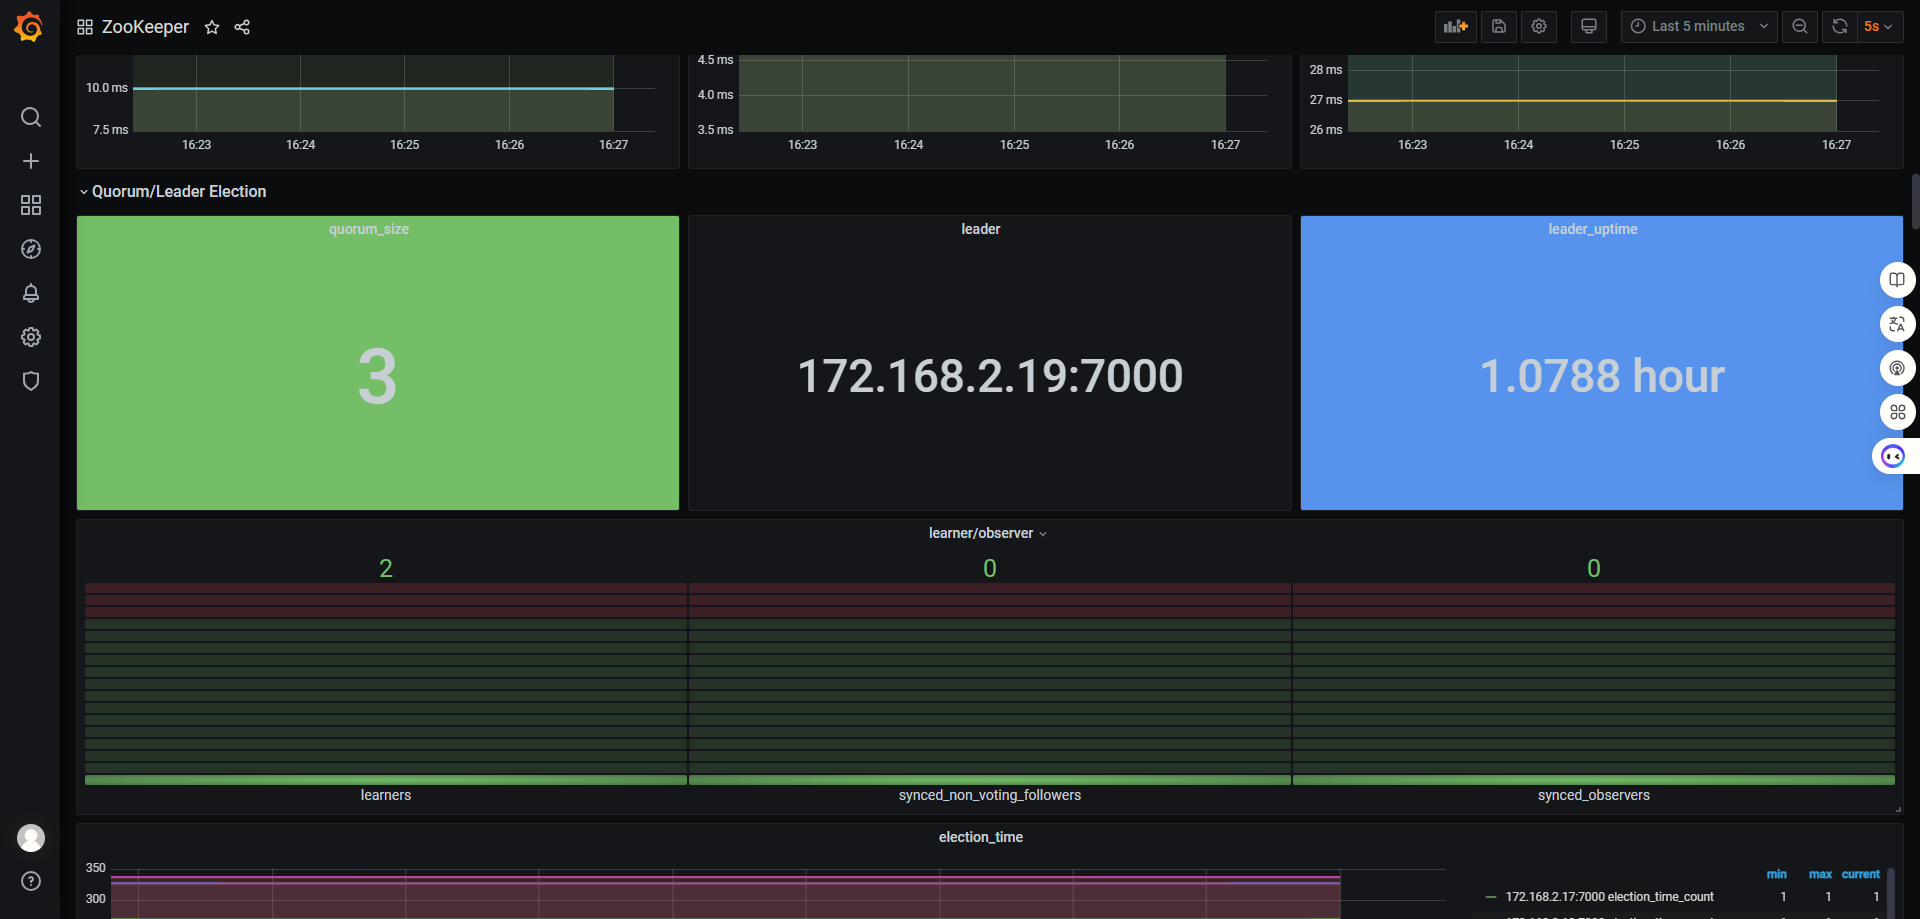 ZooKeeper
Last 5 minutes
5s
10.0 ms
7.5 ms
16:23 16:24 16:25 16:26 16:27
4.5 ms
4.0 ms
3.5 ms
16:23 16:24 16:25 16:26 16:27
28 ms
27 ms
26 ms
16:23 16:24 16:25 16:26 16:27
Quorum/Leader Election
quorum_size
3
leader
172.168.2.19:7000
leader_uptime
1.0788 hour
learner/observer
2 0 0
learners synced_non_voting_followers synced_observers
election_time
350
300
min max current
172.168.2.17:7000 election_time_count 1 1 1